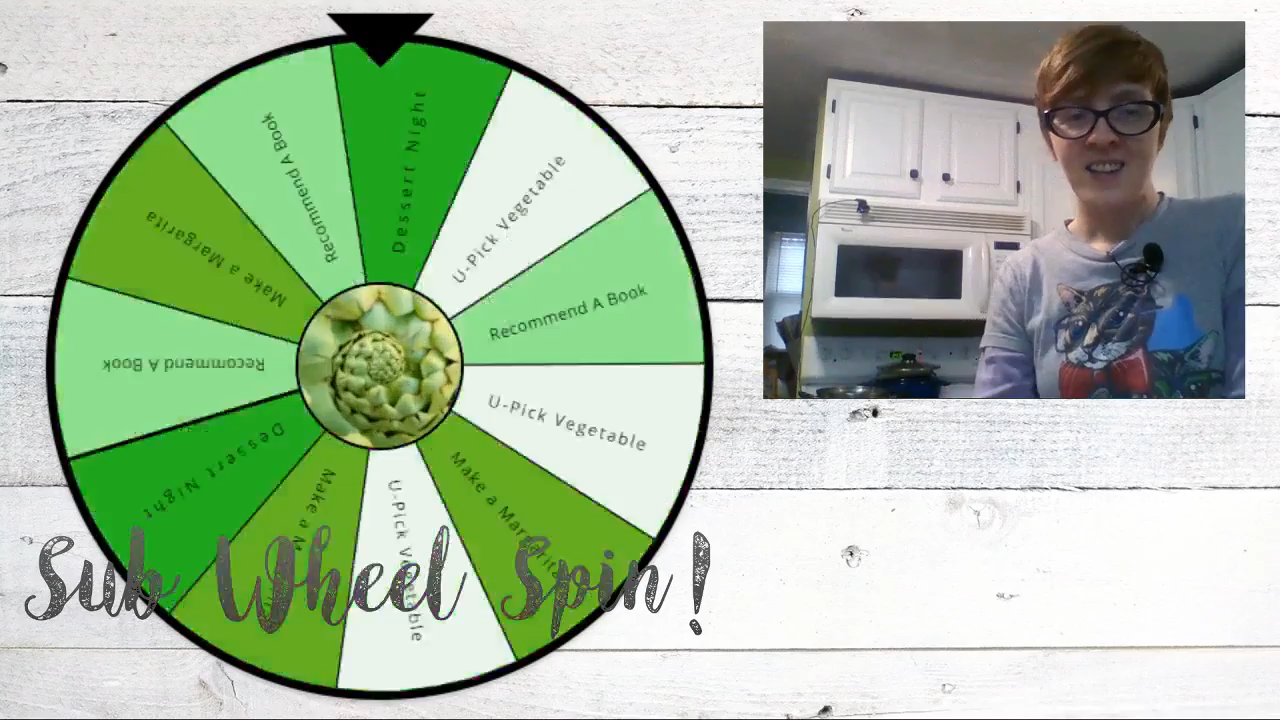 Dessert Night
U-Pick Vegetable
Recommend A Book
U-Pick Vegetable
Make a Margarita
U-Pick Vegetable
Make a M
Dessert Night
Recommend A Book
Make a Margarita
Recommend A Book
Sub Wheel Spin!